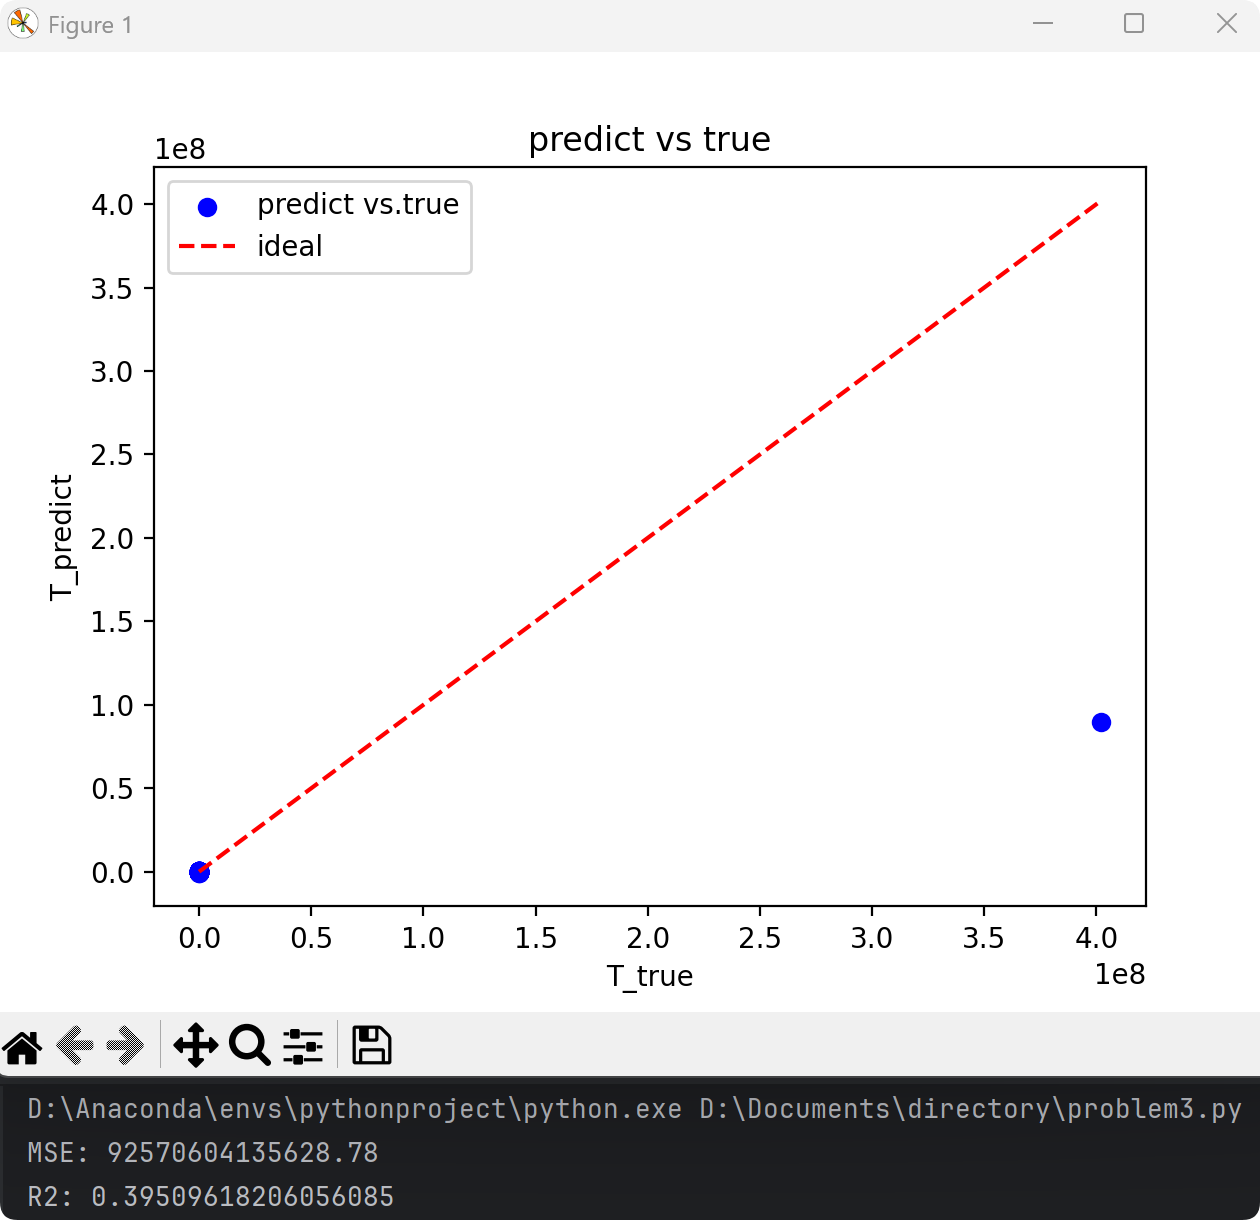 Figure 1
predict vs true
1e8
predict vs.true
ideal
4.0
3.5
3.0
2.5
2.0
1.5
1.0
0.5
0.0
T_predict
0.0 0.5 1.0 1.5 2.0 2.5 3.0 3.5 4.0
T_true
1e8
D:\Anaconda\envs\pythonproject\python.exe D:\Documents\directory\problem3.py
MSE: 92570604135628.78
R2: 0.39509618206056085